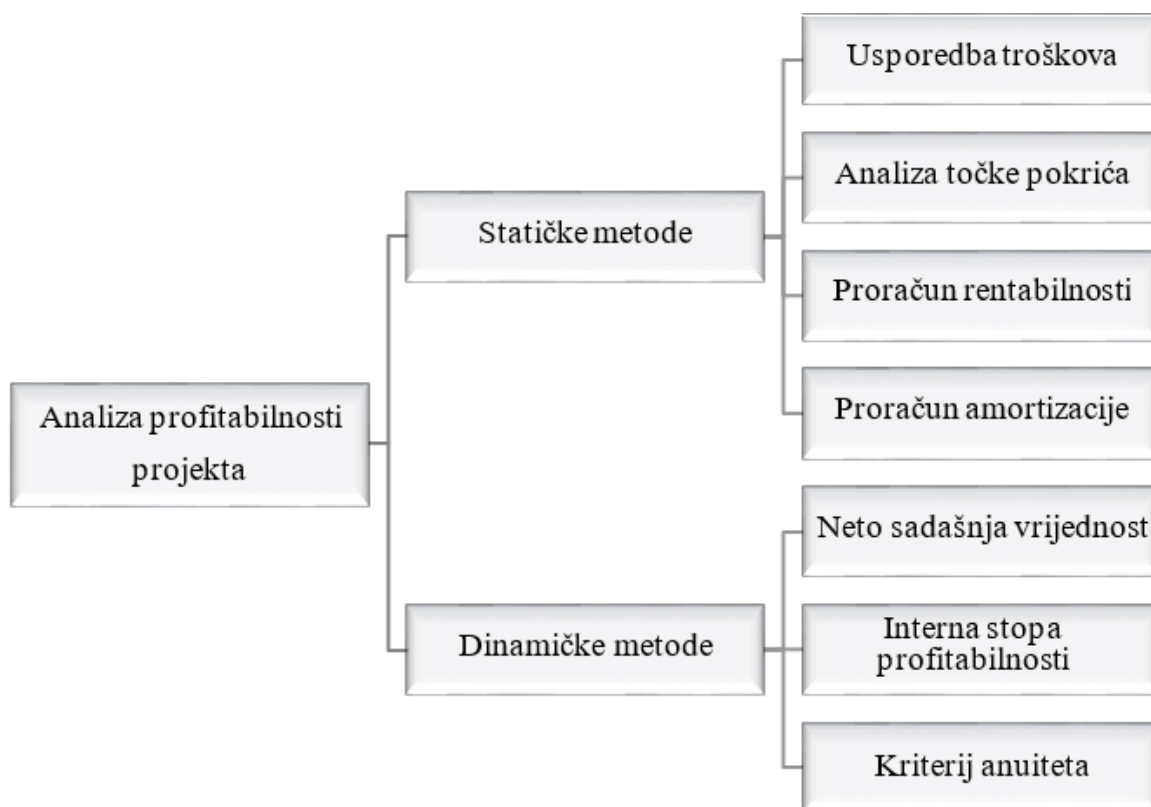 Analiza profitabilnosti
projekta
Statičke metode
Usporedba troškova
Analiza točke pokrića
Proračun rentabilnosti
Proračun amortizacije
Dinamičke metode
Neto sadašnja vrijednost
Interna stopa
profitabilnosti
Kriterij anuiteta